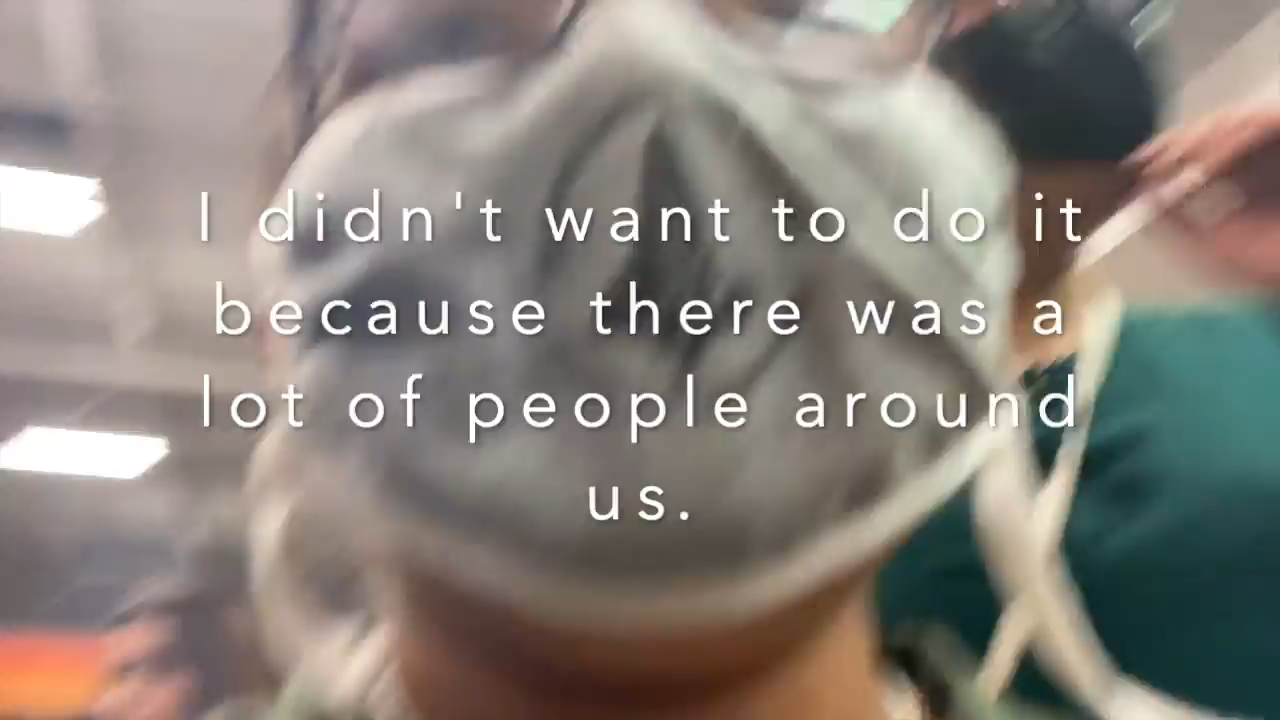 I didn't want to do it
because there was a
lot of people around
us.